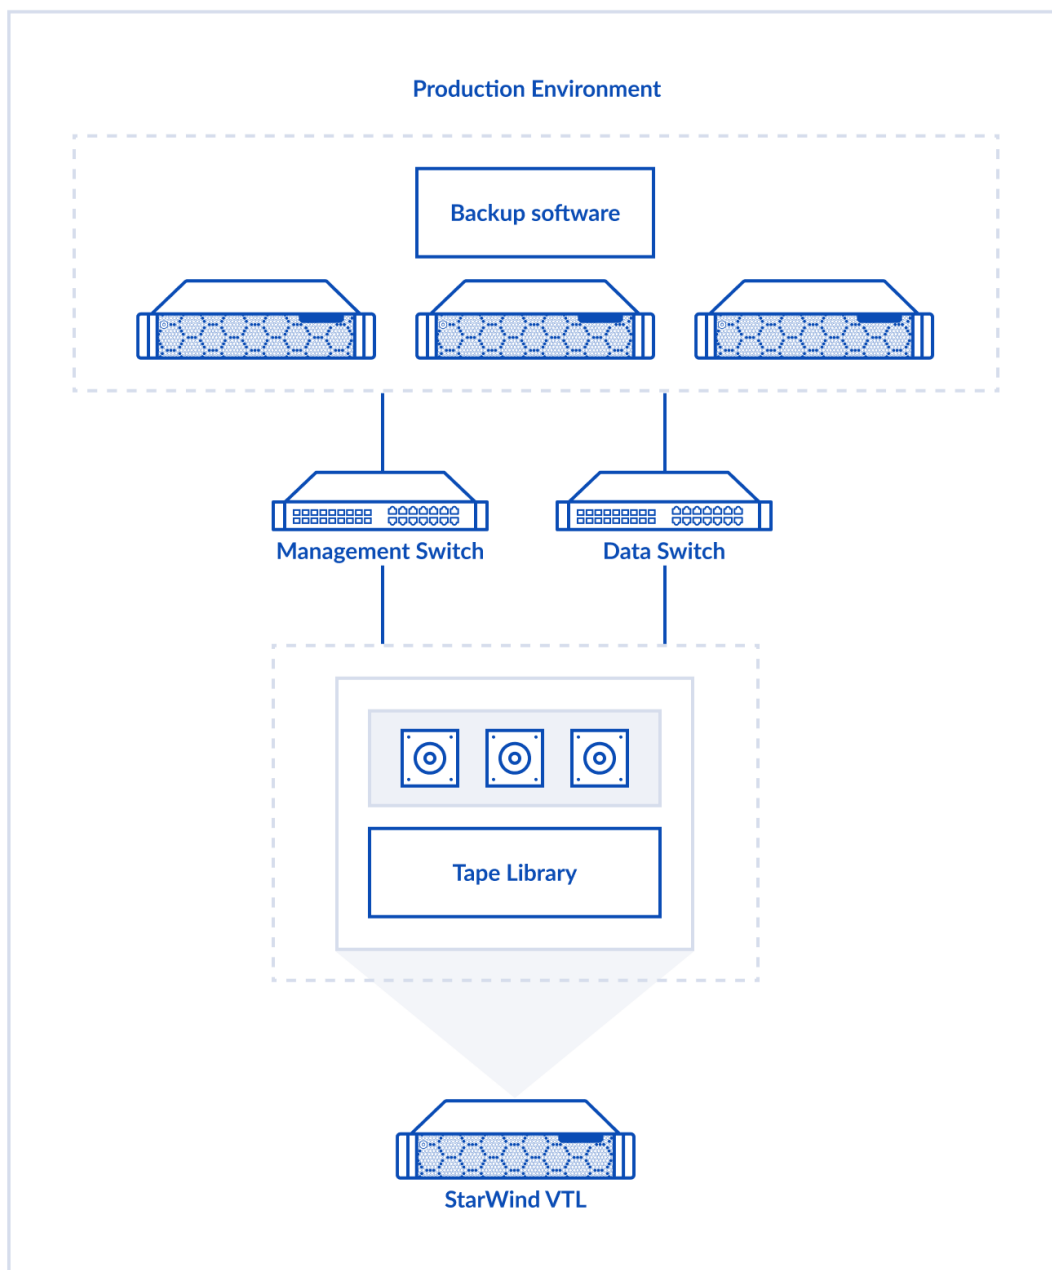 Production Environment
Backup software
Management Switch
Data Switch
Tape Library
StarWind VTL